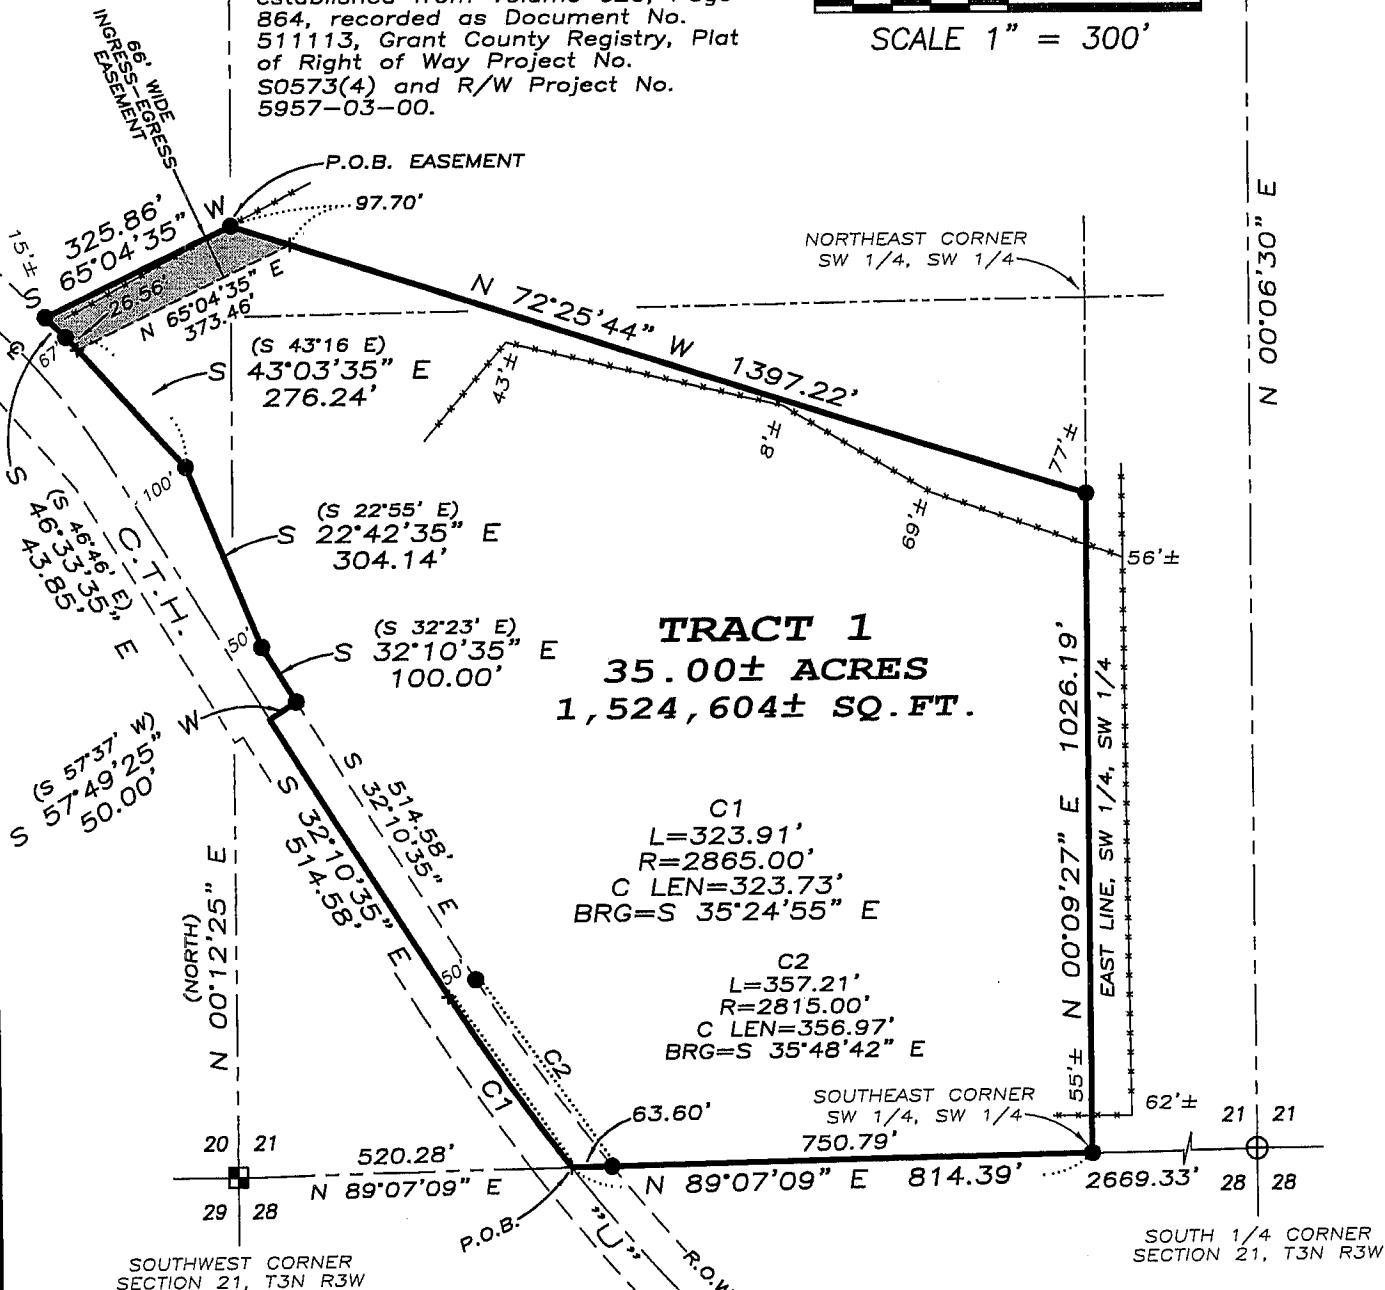 864, recorded as Document No.
511113, Grant County Registry, Plat
of Right of Way Project No.
S0573(4) and R/W Project No.
5957-03-00.
SCALE 1" = 300'
66' WIDE
INGRESS-EGRESS
EASEMENT
P.O.B. EASEMENT
97.70'
325.86'
S 65°04'35" W
15'±
26.56'
N 65°04'35" E
373.46'
67'
(S 43°16 E)
S 43°03'35" E
276.24'
N 72°25'44" W 1397.22'
NORTHEAST CORNER
SW 1/4, SW 1/4
N 00°06'30" E
43'±
8'±
77'±
69'±
56'±
100'
(S 46°46' E)
S 46°33'35" E
43.85'
C.T.H.
(S 22°55' E)
S 22°42'35" E
304.14'
50'
(S 32°23' E)
S 32°10'35" E
100.00'
TRACT 1
35.00± ACRES
1,524,604± SQ.FT.
(S 57°37' W)
S 57°49'25" W
50.00'
514.58'
S 32°10'35" E
S 32°10'35" E
514.58'
N 00°09'27" E 1026.19'
EAST LINE, SW 1/4, SW 1/4
C1
L=323.91'
R=2865.00'
C LEN=323.73'
BRG=S 35°24'55" E
C2
L=357.21'
R=2815.00'
C LEN=356.97'
BRG=S 35°48'42" E
(NORTH)
N 00°12'25" E
50'
C2
C1
55'±
62'±
SOUTHEAST CORNER
SW 1/4, SW 1/4
63.60'
750.79'
20 21
29 28
520.28'
N 89°07'09" E
N 89°07'09" E 814.39'
2669.33'
21 21
28 28
P.O.B.
"U"
R.O.W
SOUTHWEST CORNER
SECTION 21, T3N R3W
SOUTH 1/4 CORNER
SECTION 21, T3N R3W